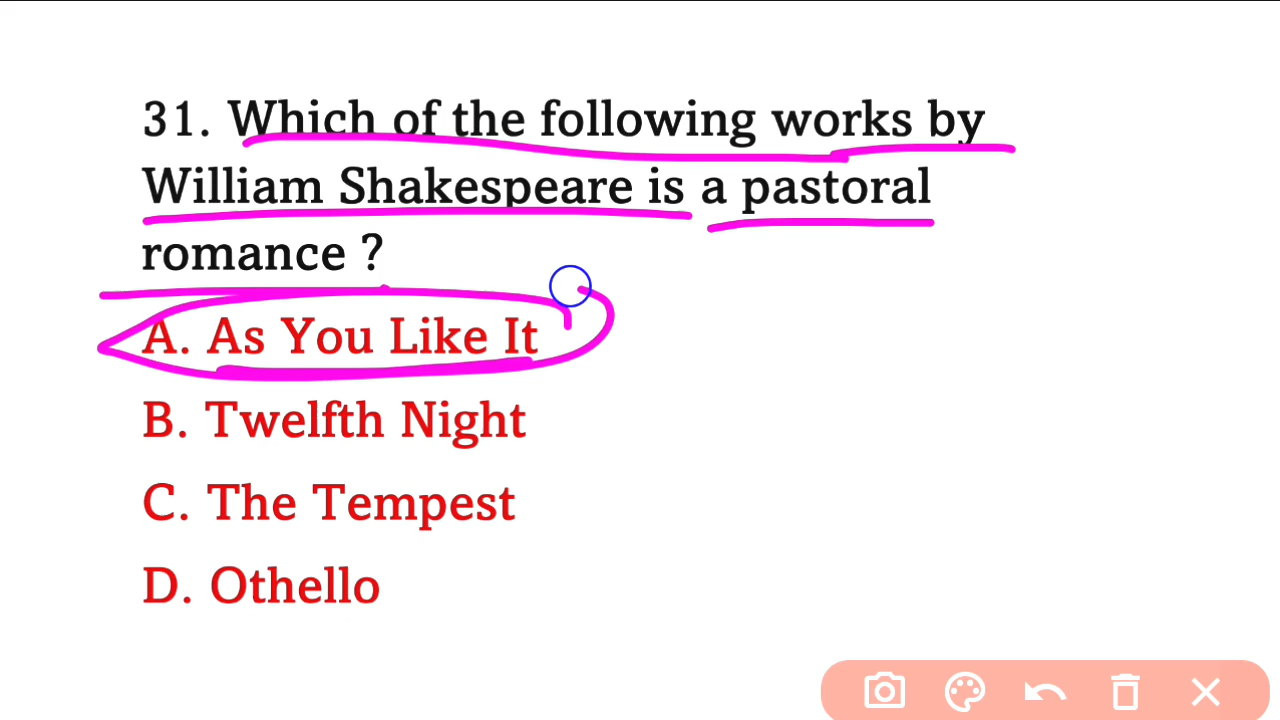 31. Which of the following works by
William Shakespeare is a pastoral
romance ?
A. As You Like It
B. Twelfth Night
C. The Tempest
D. Othello